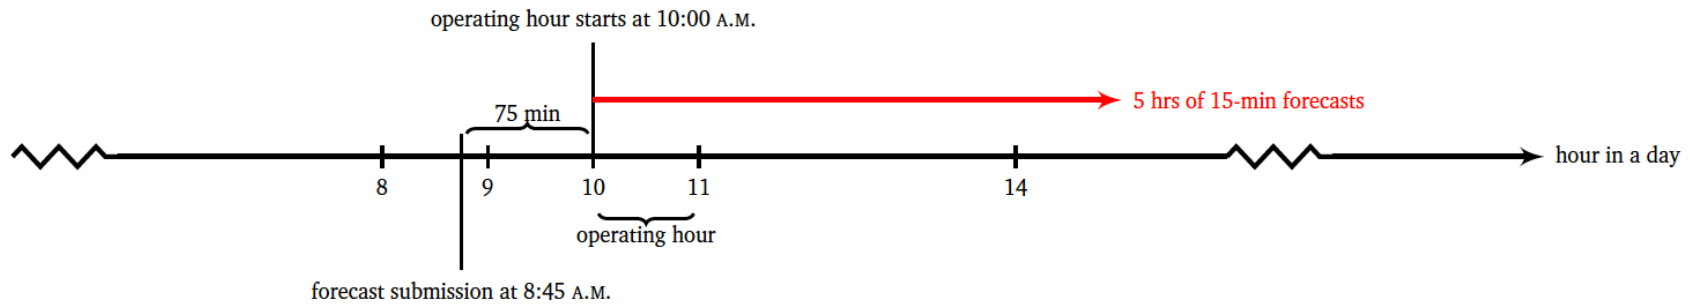 operating hour starts at 10:00 A.M.
75 min
5 hrs of 15-min forecasts
hour in a day
8
9
10
11
14
operating hour
forecast submission at 8:45 A.M.